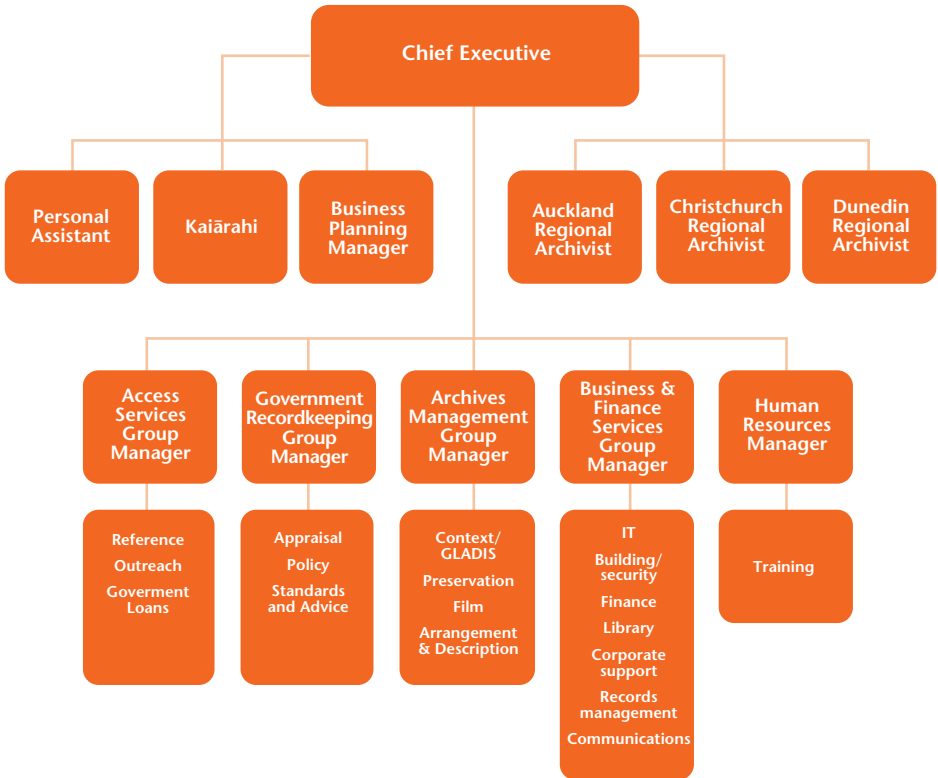 Chief Executive
Personal
Assistant
Kaiārahi
Business
Planning
Manager
Auckland
Regional
Archivist
Christchurch
Regional
Archivist
Dunedin
Regional
Archivist
Access
Services
Group
Manager
Government
Recordkeeping
Group
Manager
Archives
Management
Group
Manager
Business &
Finance
Services
Group
Manager
Human
Resources
Manager
Reference
Outreach
Goverment
Loans
Appraisal
Policy
Standards
and Advice
Context/
GLADIS
Preservation
Film
Arrangement
& Description
IT
Building/
security
Finance
Library
Corporate
support
Records
management
Communications
Training